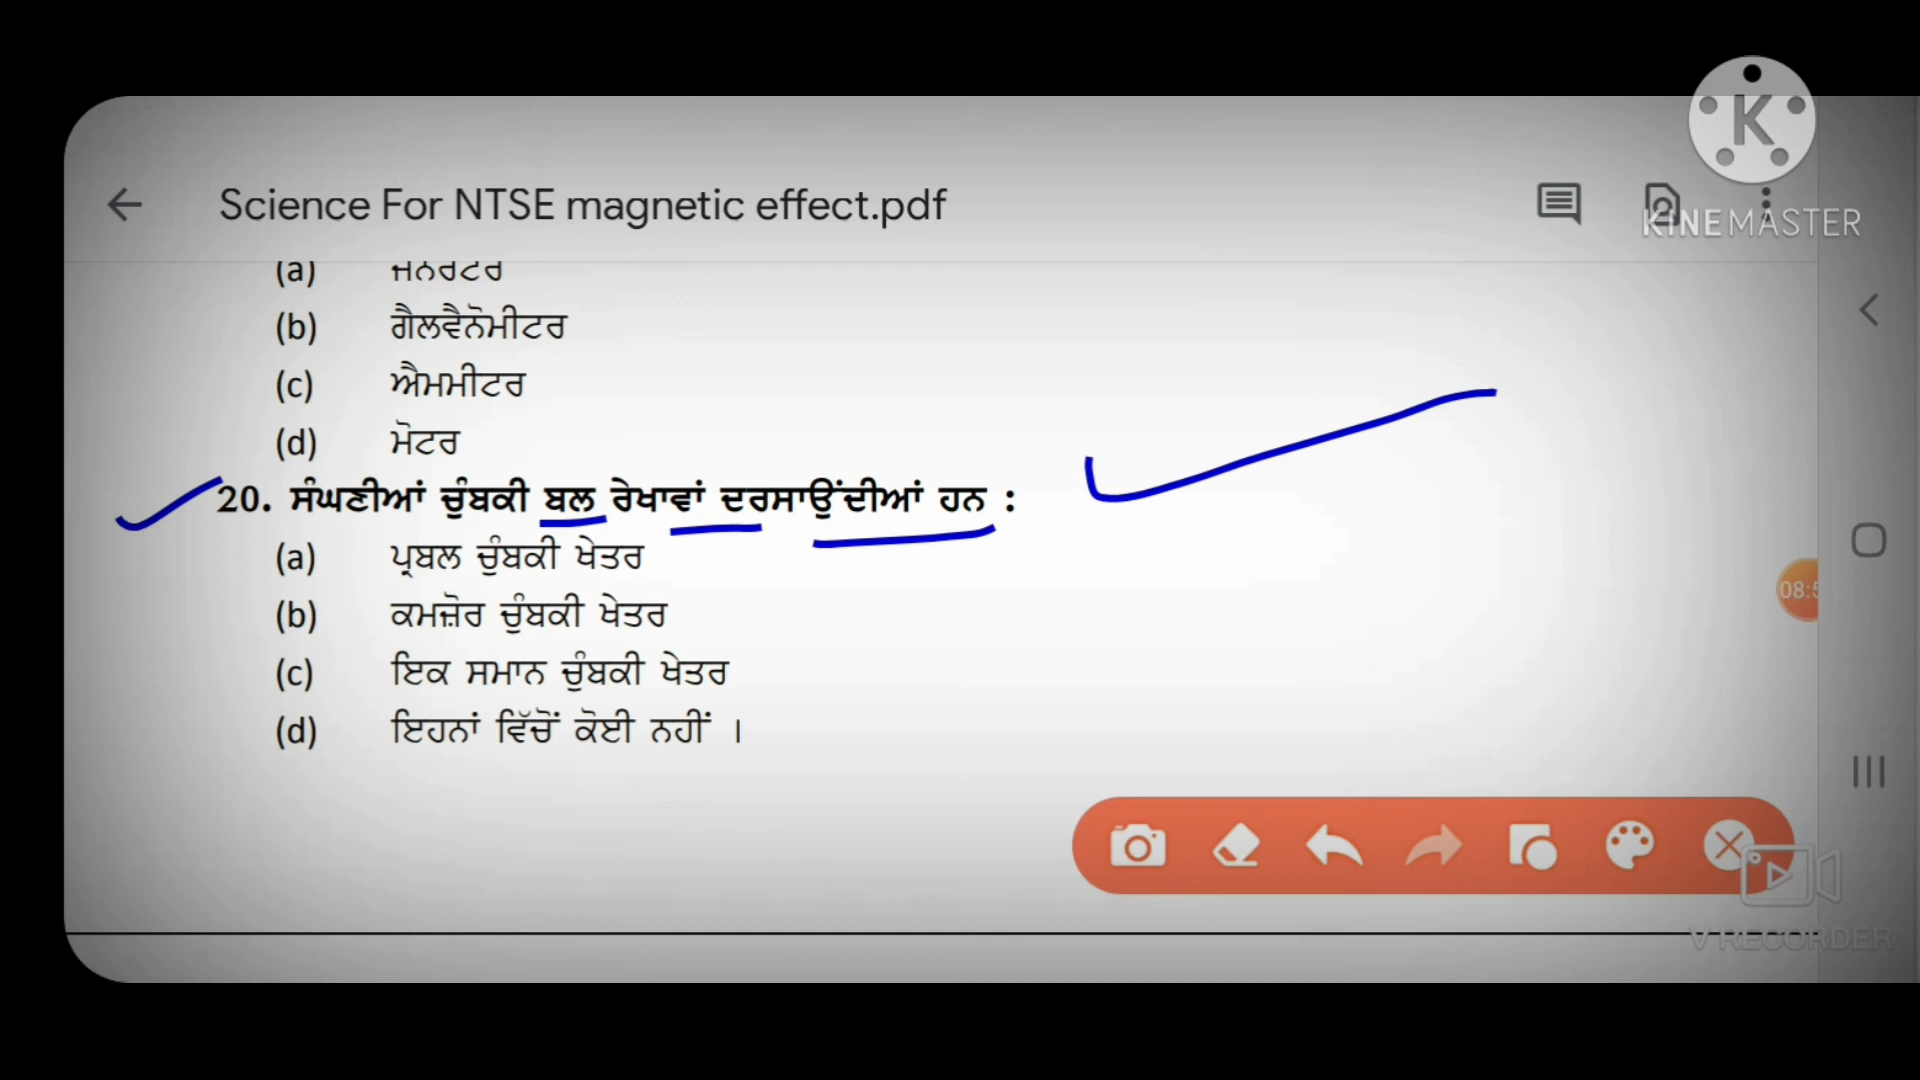 K
KINEMASTER
Science For NTSE magnetic effect.pdf
(a) ਜਨਰੇਟਰ
(b) ਗੈਲਵੈਨੋਮੀਟਰ
(c) ਐਮਮੀਟਰ
(d) ਮੋਟਰ
20. ਸੰਘਣੀਆਂ ਚੁੰਬਕੀ ਬਲ ਰੇਖਾਵਾਂ ਦਰਸਾਉਂਦੀਆਂ ਹਨ :
(a) ਪ੍ਰਬਲ ਚੁੰਬਕੀ ਖੇਤਰ
(b) ਕਮਜ਼ੋਰ ਚੁੰਬਕੀ ਖੇਤਰ
(c) ਇਕ ਸਮਾਨ ਚੁੰਬਕੀ ਖੇਤਰ
(d) ਇਹਨਾਂ ਵਿੱਚੋਂ ਕੋਈ ਨਹੀਂ ।
V RECORDER